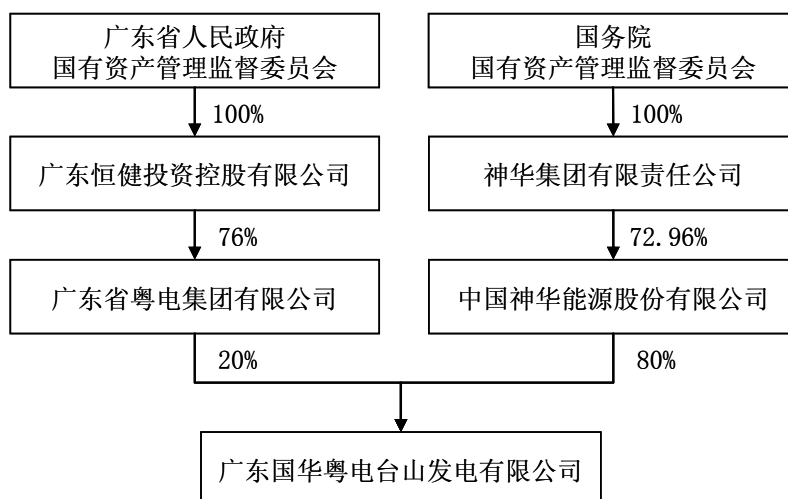 广东省人民政府
国有资产管理监督委员会
国务院
国有资产管理监督委员会
100%
100%
广东恒健投资控股有限公司
神华集团有限责任公司
76%
72.96%
广东省粤电集团有限公司
中国神华能源股份有限公司
20%
80%
广东国华粤电台山发电有限公司